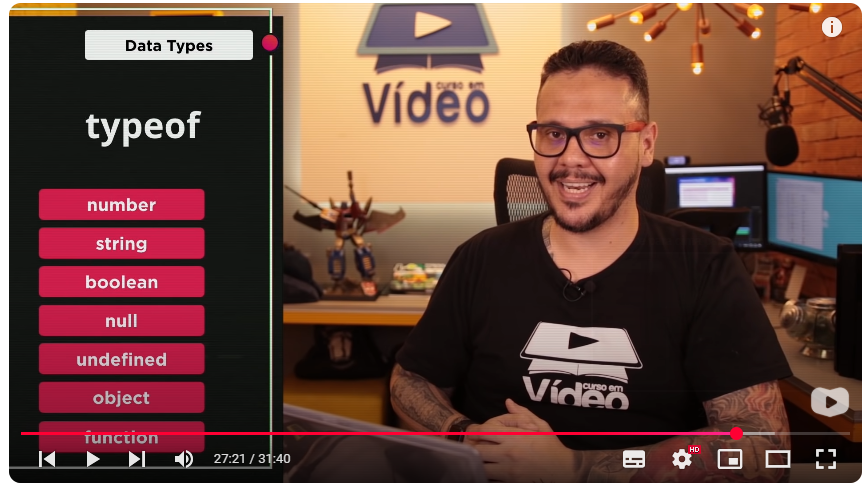 Data Types
typeof
number
string
boolean
null
undefined
object
function
curso em
Vídeo
curso em
Vídeo
27:21 / 31:40
HD